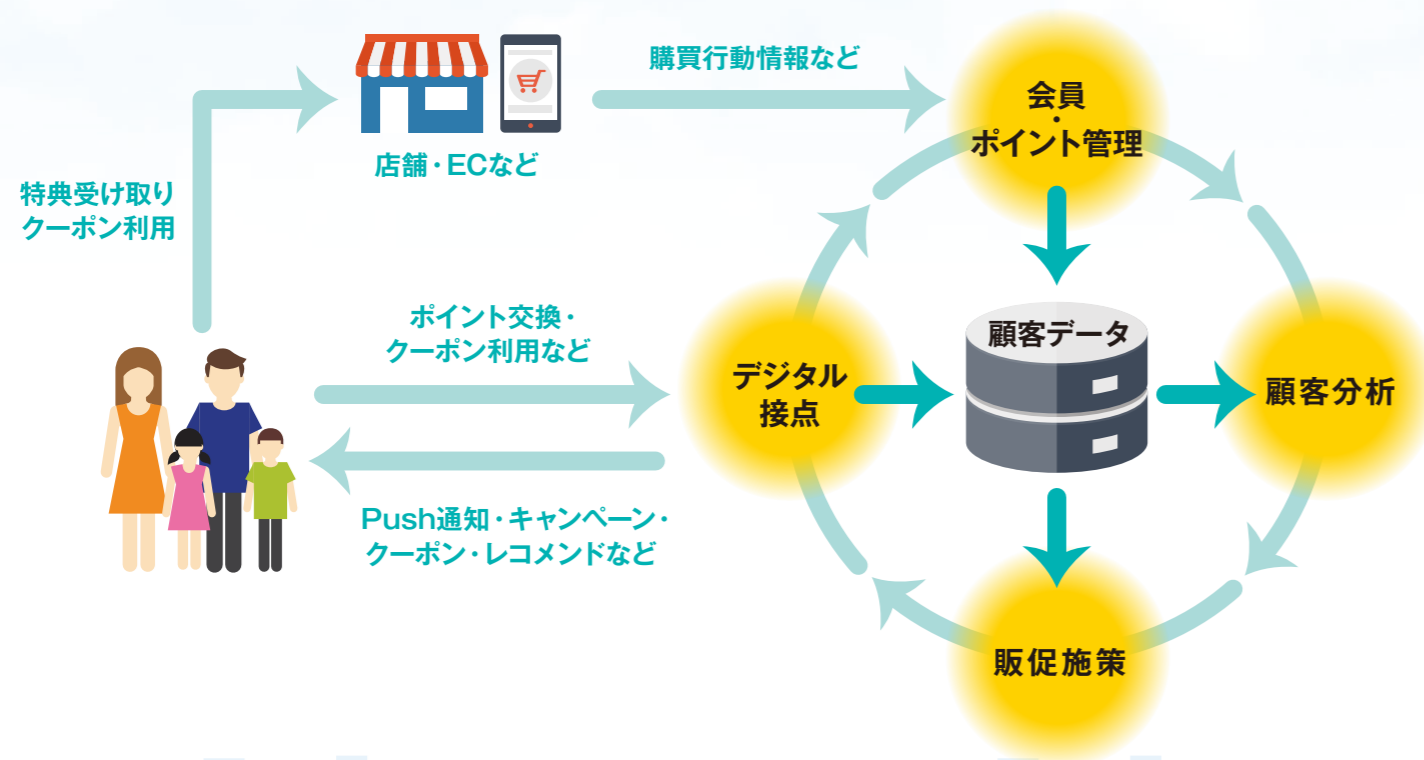 購買行動情報など
会員
・
ポイント管理
店舗・ECなど
特典受け取り
クーポン利用
ポイント交換・
クーポン利用など
顧客データ
デジタル
接点
顧客分析
Push通知・キャンペーン・
クーポン・レコメンドなど
販促施策